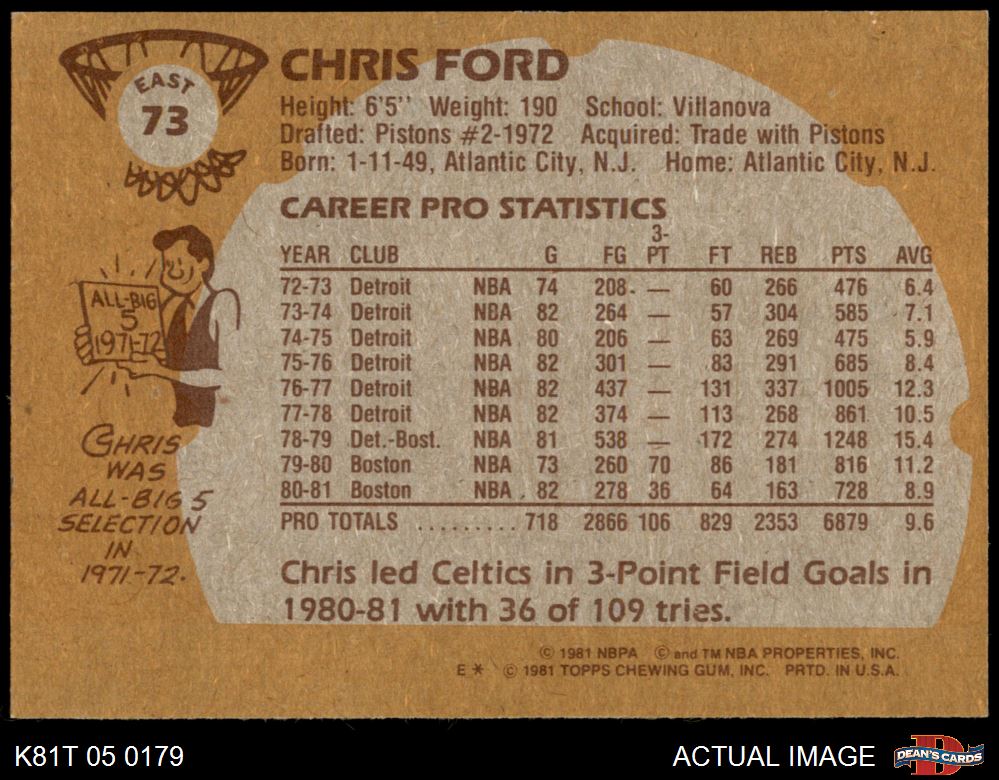 EAST
73
CHRIS FORD
Height: 6'5'' Weight: 190 School: Villanova
Drafted: Pistons #2-1972 Acquired: Trade with Pistons
Born: 1-11-49, Atlantic City, N.J. Home: Atlantic City, N.J.
CAREER PRO STATISTICS
YEAR CLUB G FG 3-PT FT REB PTS AVG
72-73 Detroit NBA 74 208 — 60 266 476 6.4
73-74 Detroit NBA 82 264 — 57 304 585 7.1
74-75 Detroit NBA 80 206 — 63 269 475 5.9
75-76 Detroit NBA 82 301 — 83 291 685 8.4
76-77 Detroit NBA 82 437 — 131 337 1005 12.3
77-78 Detroit NBA 82 374 — 113 268 861 10.5
78-79 Det.-Bost. NBA 81 538 — 172 274 1248 15.4
79-80 Boston NBA 73 260 70 86 181 816 11.2
80-81 Boston NBA 82 278 36 64 163 728 8.9
PRO TOTALS ......... 718 2866 106 829 2353 6879 9.6
Chris led Celtics in 3-Point Field Goals in
1980-81 with 36 of 109 tries.
ALL-BIG
5
1971-72
CHRIS
WAS
ALL-BIG 5
SELECTION
IN
1971-72.
© 1981 NBPA © and TM NBA PROPERTIES, INC.
E * © 1981 TOPPS CHEWING GUM, INC. PRTD. IN U.S.A.
K81T 05 0179
ACTUAL IMAGE
DEAN'S CARDS